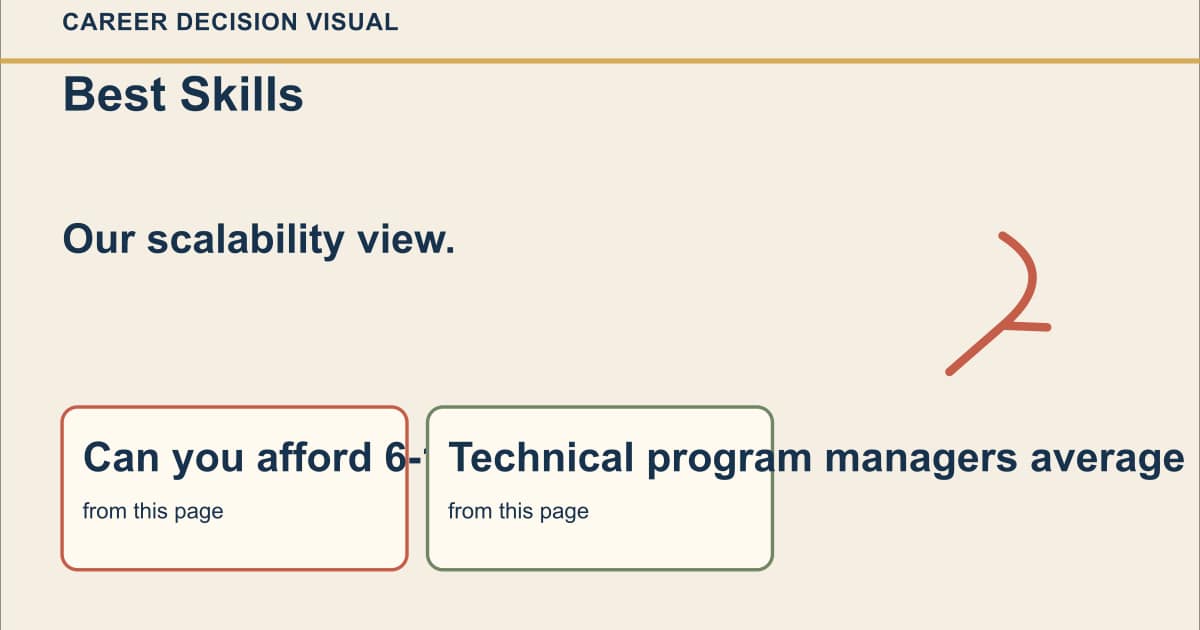 CAREER DECISION VISUAL
Best Skills
Our scalability view.
Can you afford 6-
from this page
Technical program managers average
from this page